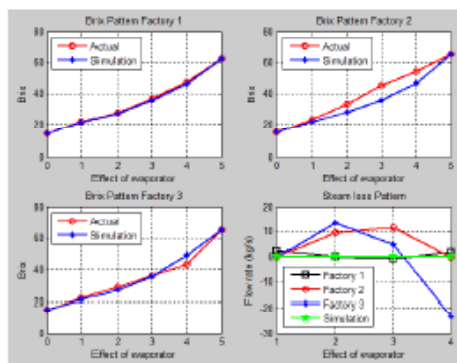 Brix Pattern Factory 1
80
60
40
20
0
Actual
Simulation
Brix
0 1 2 3 4 5
Effect of evaporator
Brix Pattern Factory 2
80
60
40
20
0
Actual
Simulation
Brix
0 1 2 3 4 5
Effect of evaporator
Brix Pattern Factory 3
80
60
40
20
0
Actual
Simulation
Brix
0 1 2 3 4 5
Effect of evaporator
Steam loss Pattern
20
10
0
-10
-20
-30
Factory 1
Factory 2
Factory 3
Simulation
Flow rate (kg/s)
1 2 3 4
Effect of evaporator